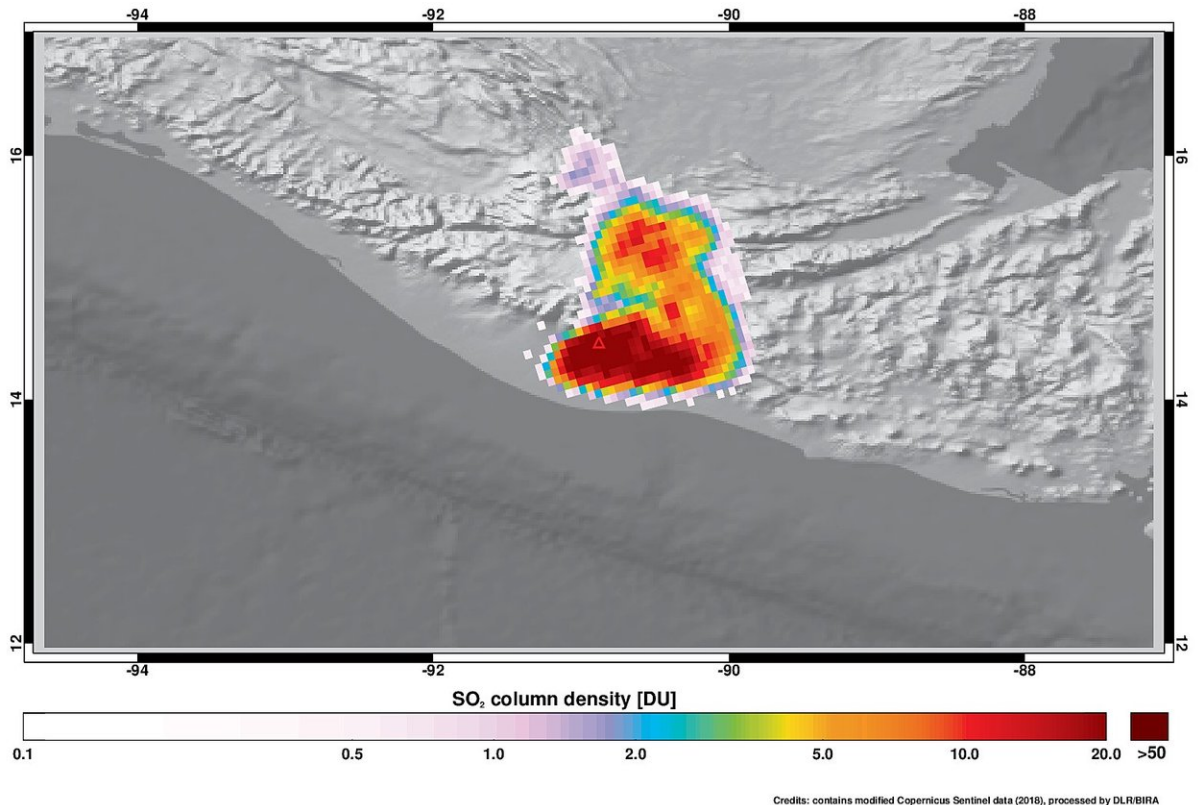 -94 -92 -90 -88
16 16
14 14
12 12
-94 -92 -90 -88
SO₂ column density [DU]
0.1 0.5 1.0 2.0 5.0 10.0 20.0 >50
Credits: contains modified Copernicus Sentinel data (2018), processed by DLR/BIRA